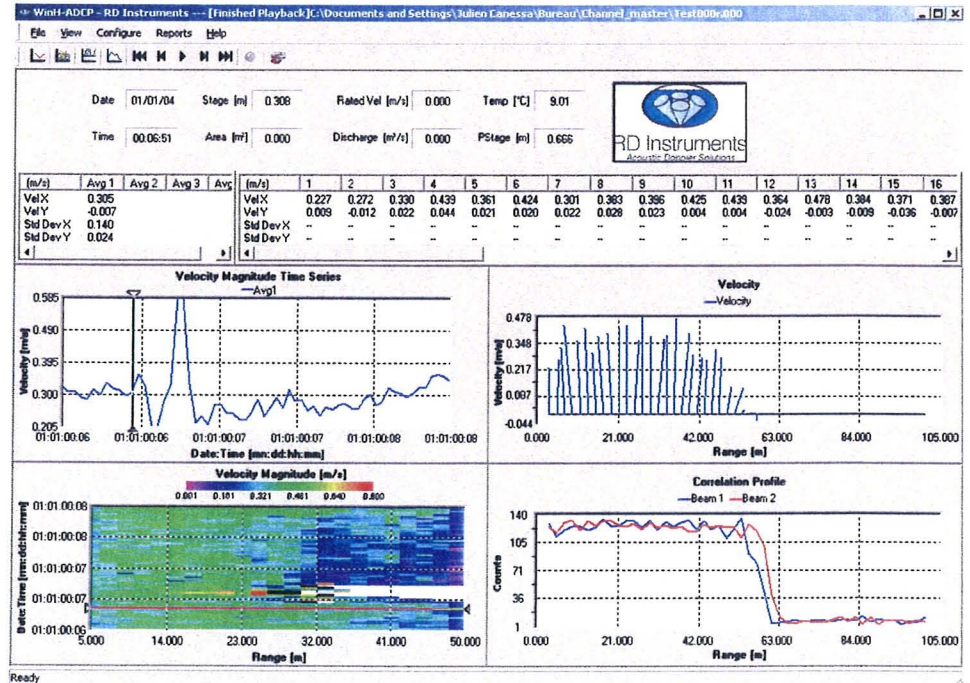 WinH-ADCP - RD Instruments --- [Finished Playback]C:\Documents and Settings\Julien Canessa\Bureau\Channel_master\Test000r.000
File View Configure Reports Help
Date 01/01/04 Stage [m] 0.308 Rated Vel [m/s] 0.000 Temp [°C] 9.01
Time 00:06:51 Area [m²] 0.000 Discharge [m³/s] 0.000 PStage [m] 0.666
RD Instruments
Acoustic Doppler Solutions
(m/s) Avg 1 Avg 2 Avg 3 Avg
Vel X 0.305
Vel Y -0.007
Std Dev X 0.140
Std Dev Y 0.024
(m/s) 1 2 3 4 5 6 7 8 9 10 11 12 13 14 15 16
Vel X 0.227 0.272 0.330 0.439 0.361 0.424 0.301 0.383 0.396 0.425 0.439 0.364 0.478 0.384 0.371 0.387
Vel Y 0.009 -0.012 0.022 0.044 0.021 0.020 0.022 0.028 0.023 0.004 0.004 -0.024 -0.003 -0.009 -0.036 -0.007
Std Dev X -- -- -- -- -- -- -- -- -- -- -- -- -- -- -- --
Std Dev Y -- -- -- -- -- -- -- -- -- -- -- -- -- -- -- --
Velocity Magnitude Time Series
Avg1
Velocity [m/s]
0.585
0.490
0.395
0.300
0.205
01:01:00:06 01:01:00:06 01:01:00:07 01:01:00:07 01:01:00:08 01:01:00:08
Date:Time [mn:dd:hh:mm]
Velocity
Velocity
Velocity [m/s]
0.478
0.348
0.217
0.087
-0.044
0.000 21.000 42.000 63.000 84.000 105.000
Range [m]
Velocity Magnitude [m/s]
0.001 0.161 0.321 0.481 0.640 0.800
Date:Time [mn:dd:hh:mm]
01:01:00:08
01:01:00:08
01:01:00:07
01:01:00:07
01:01:00:06
5.000 14.000 23.000 32.000 41.000 50.000
Range [m]
Correlation Profile
Beam 1 Beam 2
Counts
140
105
71
36
1
0.000 21.000 42.000 63.000 84.000 105.000
Range [m]
Ready